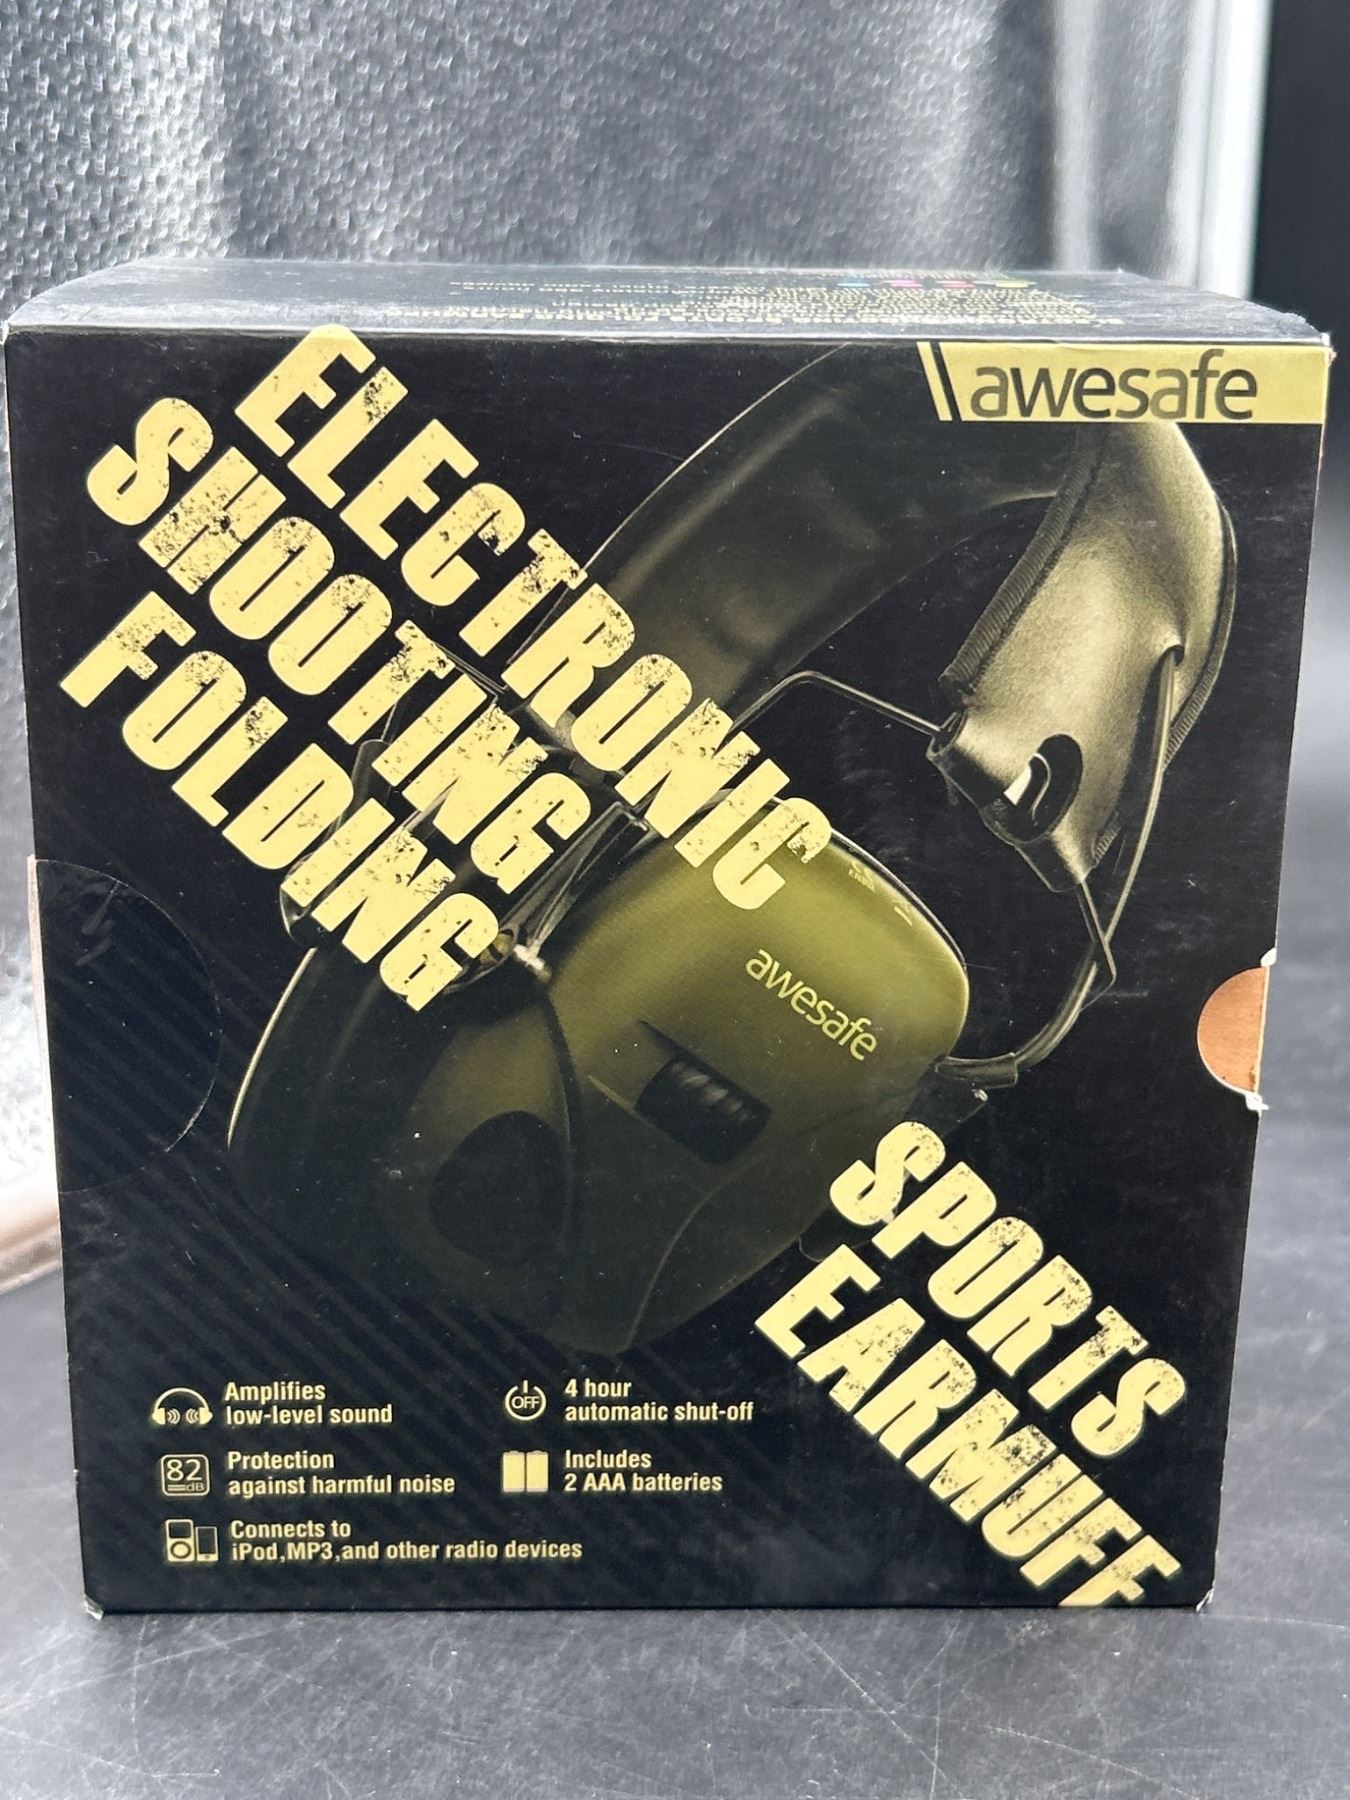 awesafe
ELECTRONIC
SHOOTING
FOLDING
awesafe
SPORTS
EARMUFF
Amplifies
low-level sound
OFF
4 hour
automatic shut-off
82
dB
Protection
against harmful noise
Includes
2 AAA batteries
Connects to
iPod,MP3,and other radio devices